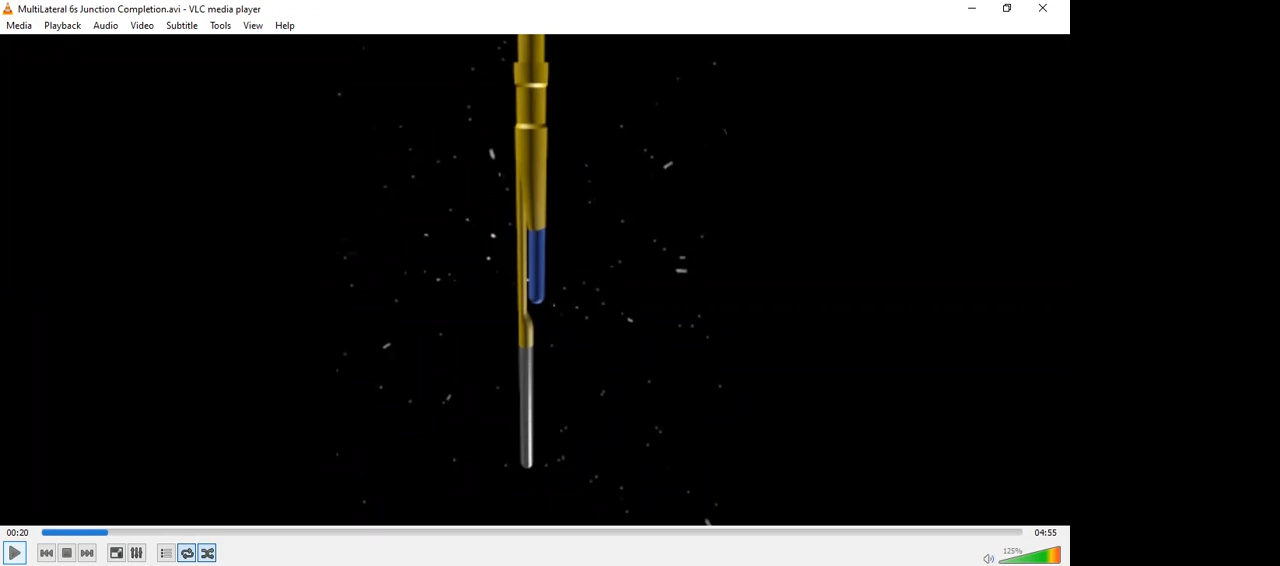 MultiLateral 6s Junction Completion.avi - VLC media player
Media Playback Audio Video Subtitle Tools View Help
00:20 04:55
125%